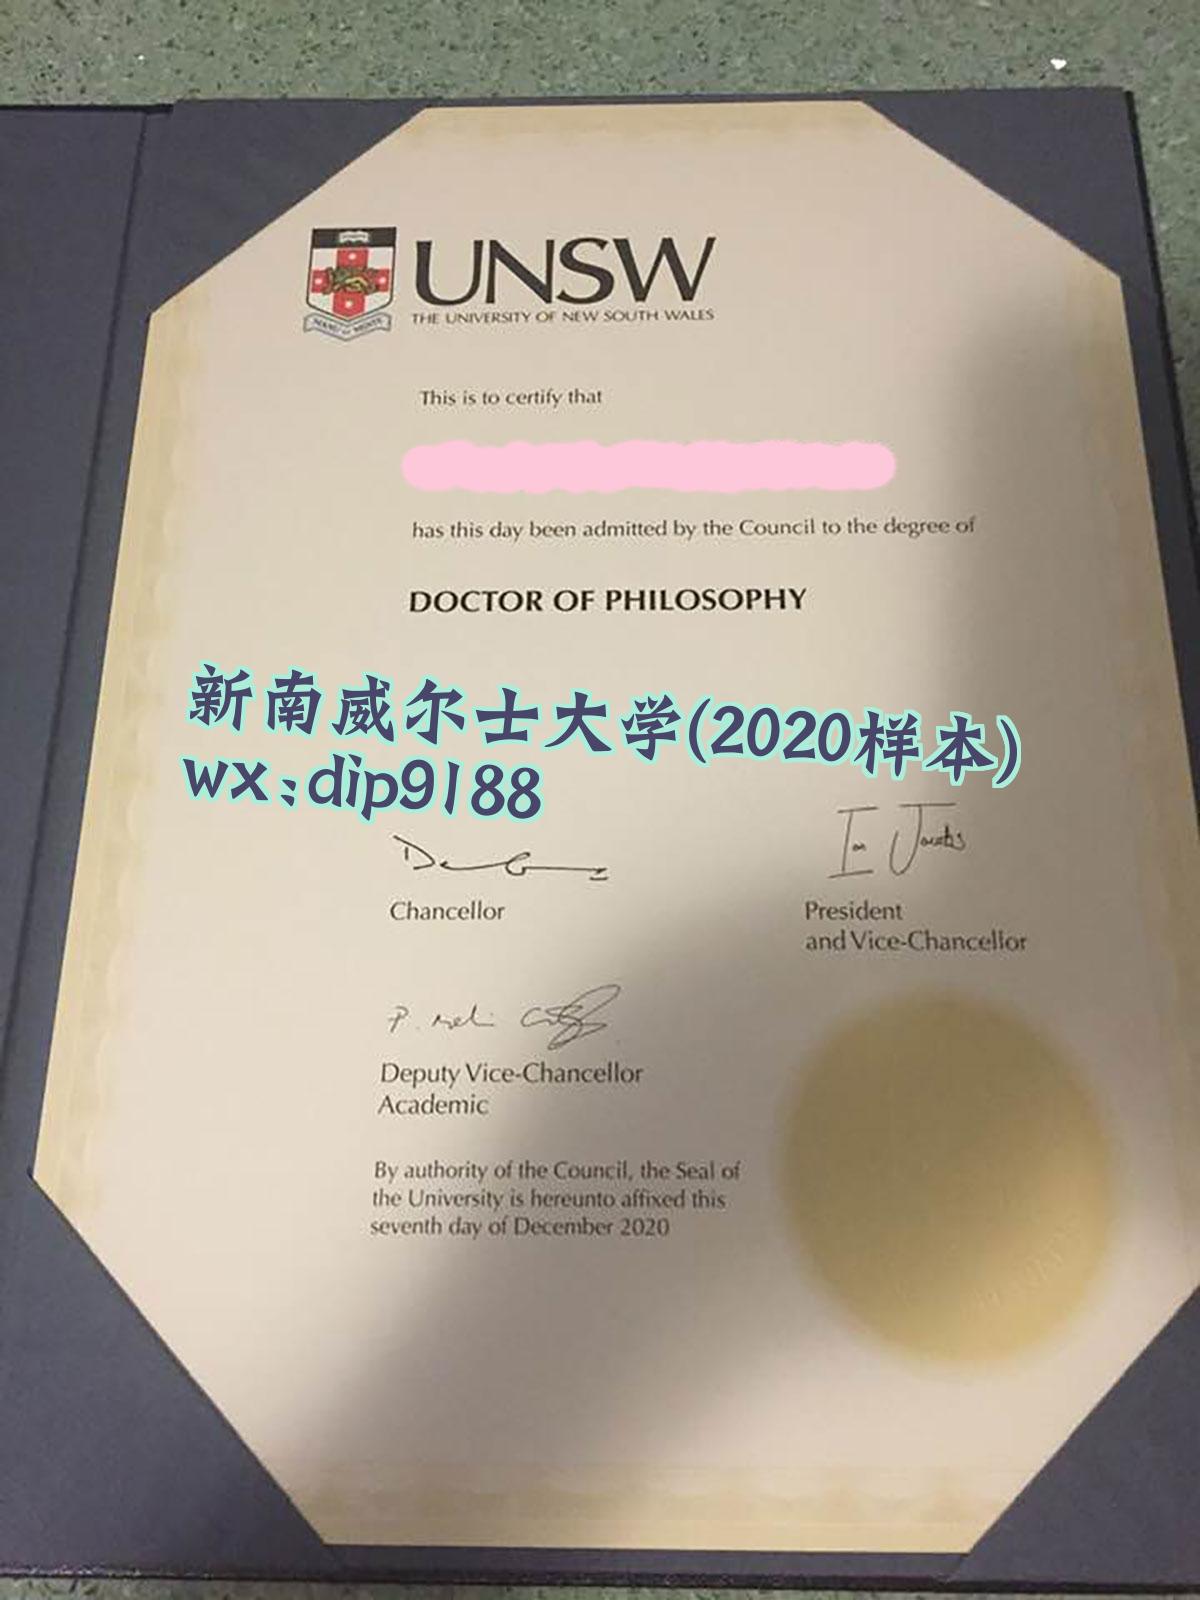 UNSW
THE UNIVERSITY OF NEW SOUTH WALES
This is to certify that
has this day been admitted by the Council to the degree of
DOCTOR OF PHILOSOPHY
新南威尔士大学(2020样本)
wx:dip9188
Chancellor
President
and Vice-Chancellor
Deputy Vice-Chancellor
Academic
By authority of the Council, the Seal of
the University is hereunto affixed this
seventh day of December 2020